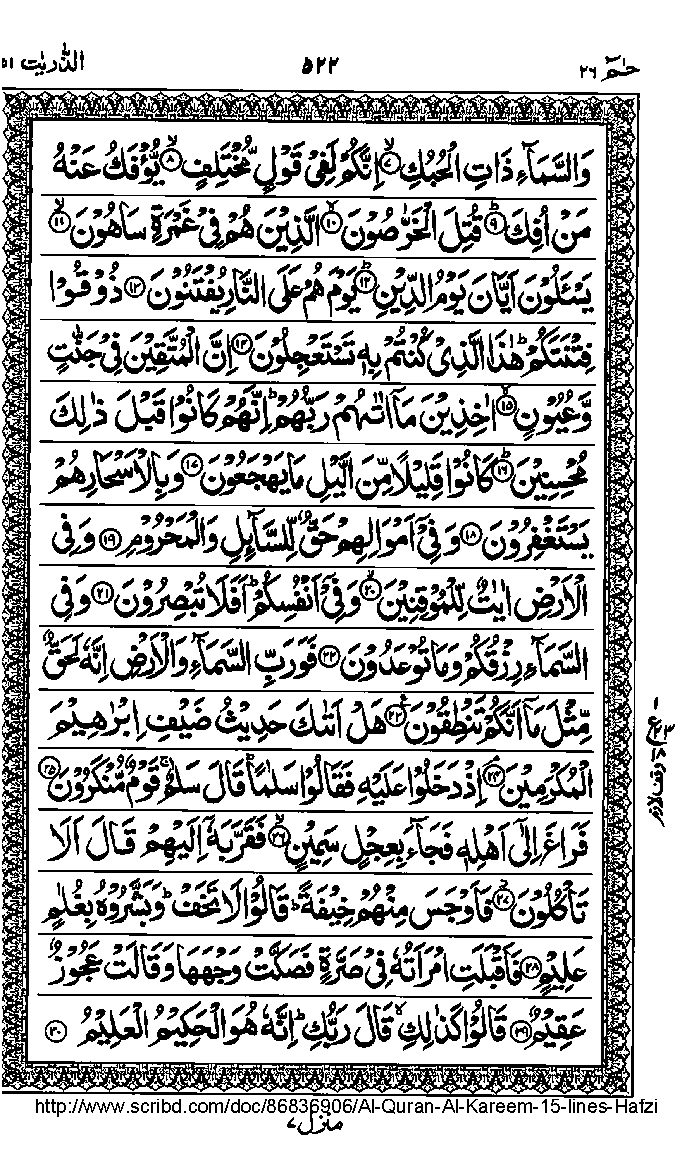 حٰمٓ ٢٦ ٥٢٢ الذّٰریٰت ٥١
وَالسَّمَآءِ ذَاتِ الْحُبُكِ ۙ‏﴿٧﴾ اِنَّكُمْ لَفِیْ قَوْلٍ مُّخْتَلِفٍ ۙ‏﴿٨﴾ یُّؤْفَكُ عَنْهُ
مَنْ اُفِكَ ؕ‏﴿٩﴾ قُتِلَ الْخَرّٰصُوْنَ ۙ‏﴿١٠﴾ الَّذِیْنَ هُمْ فِیْ غَمْرَةٍ سَاهُوْنَ ۙ‏﴿١١﴾
یَسْـَٔلُوْنَ اَیَّانَ یَوْمُ الدِّیْنِ ؕ‏﴿١٢﴾ یَوْمَ هُمْ عَلَی النَّارِ یُفْتَنُوْنَ ﴿١٣﴾ ذُوْقُوْا
فِتْنَتَكُمْ ؕ هٰذَا الَّذِیْ كُنْتُمْ بِهٖ تَسْتَعْجِلُوْنَ ﴿١٤﴾ اِنَّ الْمُتَّقِیْنَ فِیْ جَنّٰتٍ
وَّعُیُوْنٍ ۙ‏﴿١٥﴾ اٰخِذِیْنَ مَاۤ اٰتٰىهُمْ رَبُّهُمْ ؕ اِنَّهُمْ كَانُوْا قَبْلَ ذٰلِكَ
مُحْسِنِیْنَ ؕ‏﴿١٦﴾ كَانُوْا قَلِیْلًا مِّنَ الَّیْلِ مَا یَهْجَعُوْنَ ﴿١٧﴾ وَبِالْاَسْحَارِهُمْ
یَسْتَغْفِرُوْنَ ﴿١٨﴾ وَفِیْۤ اَمْوَالِهِمْ حَقٌّ لِّلسَّآىِٕلِ وَالْمَحْرُوْمِ ﴿١٩﴾ وَفِی
الْاَرْضِ اٰیٰتٌ لِّلْمُوْقِنِیْنَ ۙ‏﴿٢٠﴾ وَفِیْۤ اَنْفُسِكُمْ ؕ اَفَلَا تُبْصِرُوْنَ ﴿٢١﴾ وَفِی
السَّمَآءِ رِزْقُكُمْ وَمَا تُوْعَدُوْنَ ﴿٢٢﴾ فَوَرَبِّ السَّمَآءِ وَالْاَرْضِ اِنَّهٗ لَحَقٌّ
مِّثْلَ مَاۤ اَنَّكُمْ تَنْطِقُوْنَ ﴿٢٣﴾ هَلْ اَتٰىكَ حَدِیْثُ ضَیْفِ اِبْرٰهِیْمَ
الْمُكْرَمِیْنَ ۘ‏﴿٢٤﴾ اِذْ دَخَلُوْا عَلَیْهِ فَقَالُوْا سَلٰمًا ؕ قَالَ سَلٰمٌ ۚ قَوْمٌ مُّنْكَرُوْنَ ۚ‏﴿٢٥﴾
فَرَاغَ اِلٰۤی اَهْلِهٖ فَجَآءَ بِعِجْلٍ سَمِیْنٍ ۙ‏﴿٢٦﴾ فَقَرَّبَهٗۤ اِلَیْهِمْ قَالَ اَلَا
تَاْكُلُوْنَ ؗ‏﴿٢٧﴾ فَاَوْجَسَ مِنْهُمْ خِیْفَةً ؕ قَالُوْا لَا تَخَفْ ؕ وَبَشَّرُوْهُ بِغُلٰمٍ
عَلِیْمٍ ﴿٢٨﴾ فَاَقْبَلَتِ امْرَاَتُهٗ فِیْ صَرَّةٍ فَصَكَّتْ وَجْهَهَا وَقَالَتْ عَجُوْزٌ
عَقِیْمٌ ﴿٢٩﴾ قَالُوْا كَذٰلِكِ ۙ قَالَ رَبُّكِ ؕ اِنَّهٗ هُوَ الْحَكِیْمُ الْعَلِیْمُ ﴿٣٠﴾
وقف لازم
http://www.scribd.com/doc/86836906/Al-Quran-Al-Kareem-15-lines-Hafzi
منزل ٧